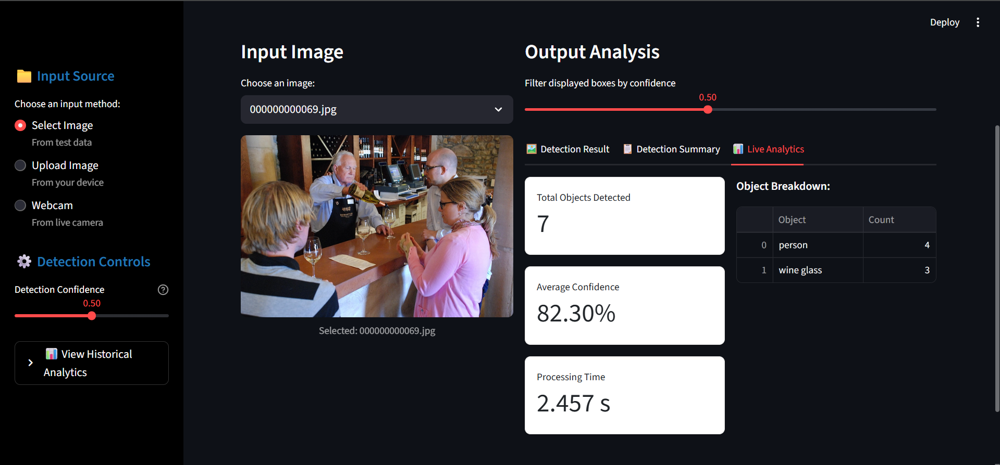 Deploy
Input Source
Choose an input method:
Select Image
From test data
Upload Image
From your device
Webcam
From live camera
Detection Controls
Detection Confidence
0.50
View Historical
Analytics
Input Image
Choose an image:
000000000069.jpg
Selected: 000000000069.jpg
Output Analysis
Filter displayed boxes by confidence
0.50
Detection Result Detection Summary Live Analytics
Total Objects Detected
7
Average Confidence
82.30%
Processing Time
2.457 s
Object Breakdown:
Object Count
0 person 4
1 wine glass 3